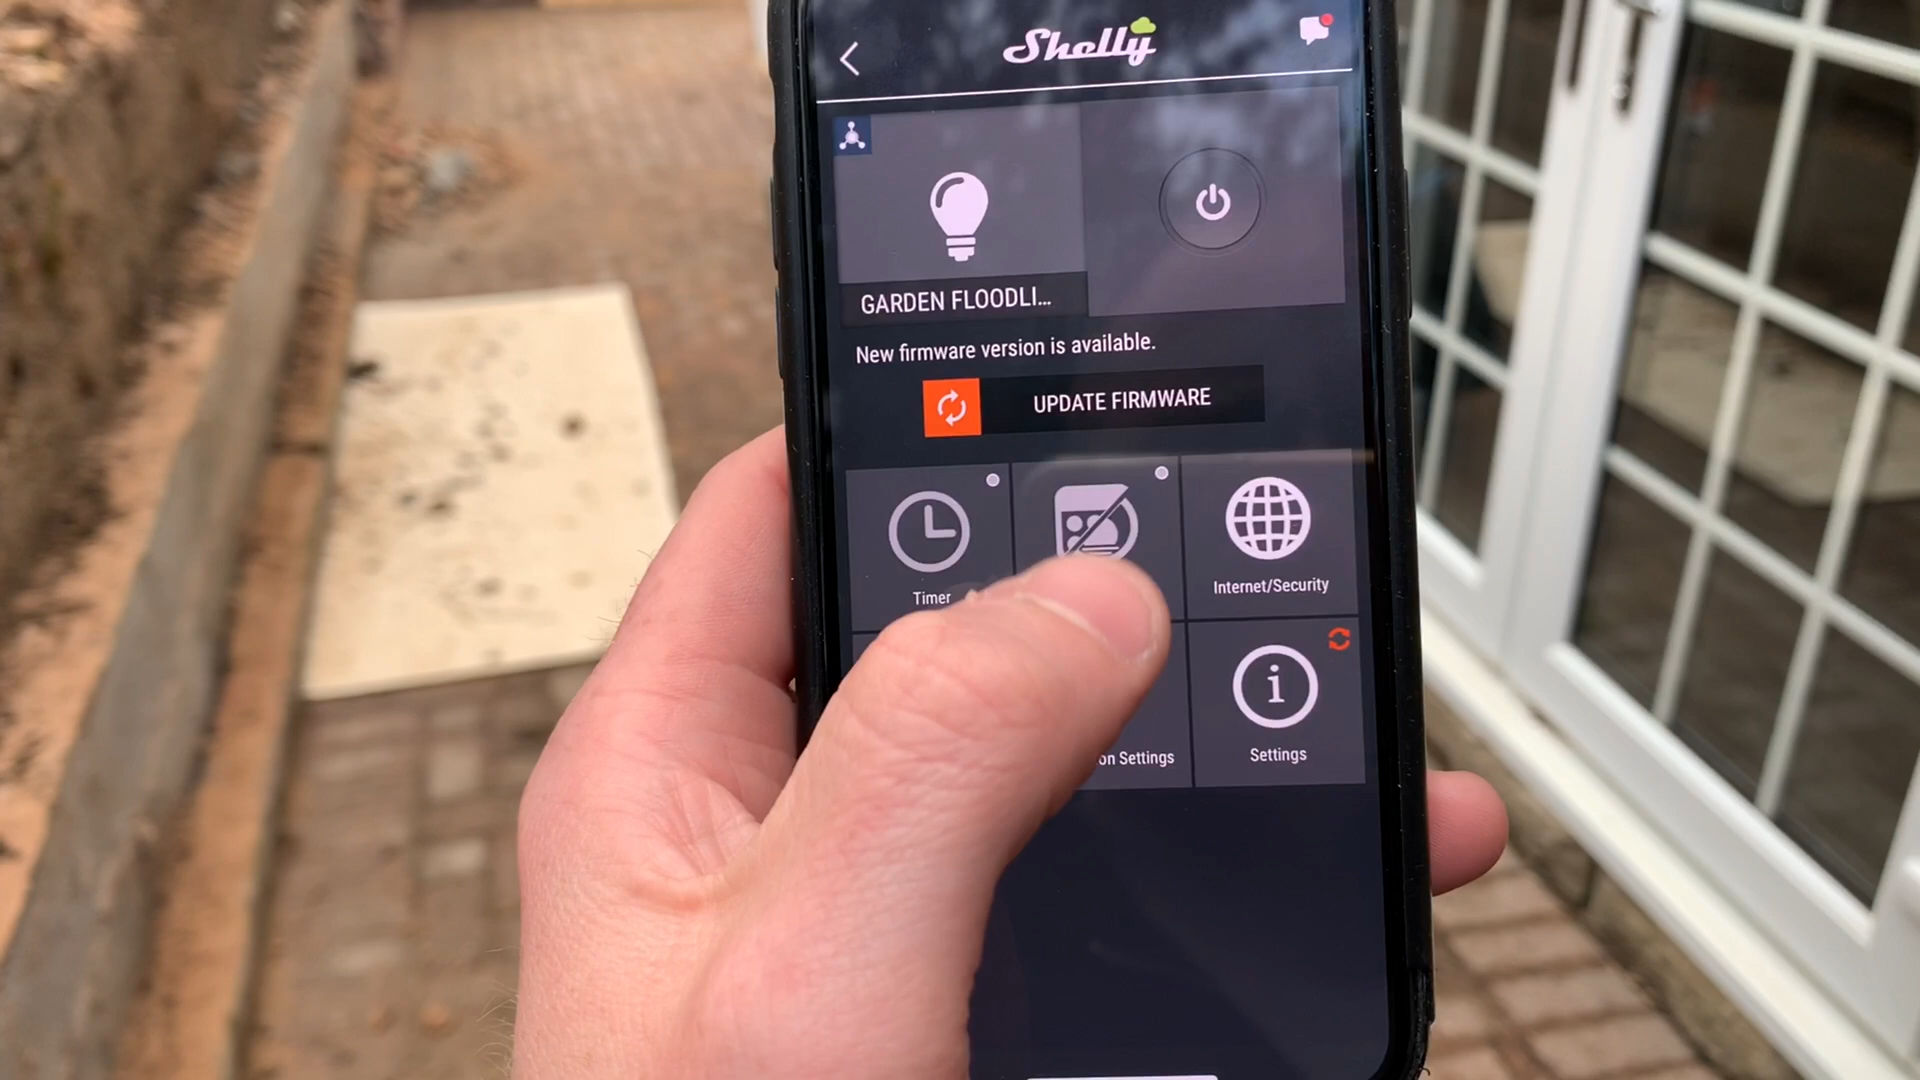 Shelly
GARDEN FLOODLI...
New firmware version is available.
UPDATE FIRMWARE
Timer
Internet/Security
on Settings
Settings